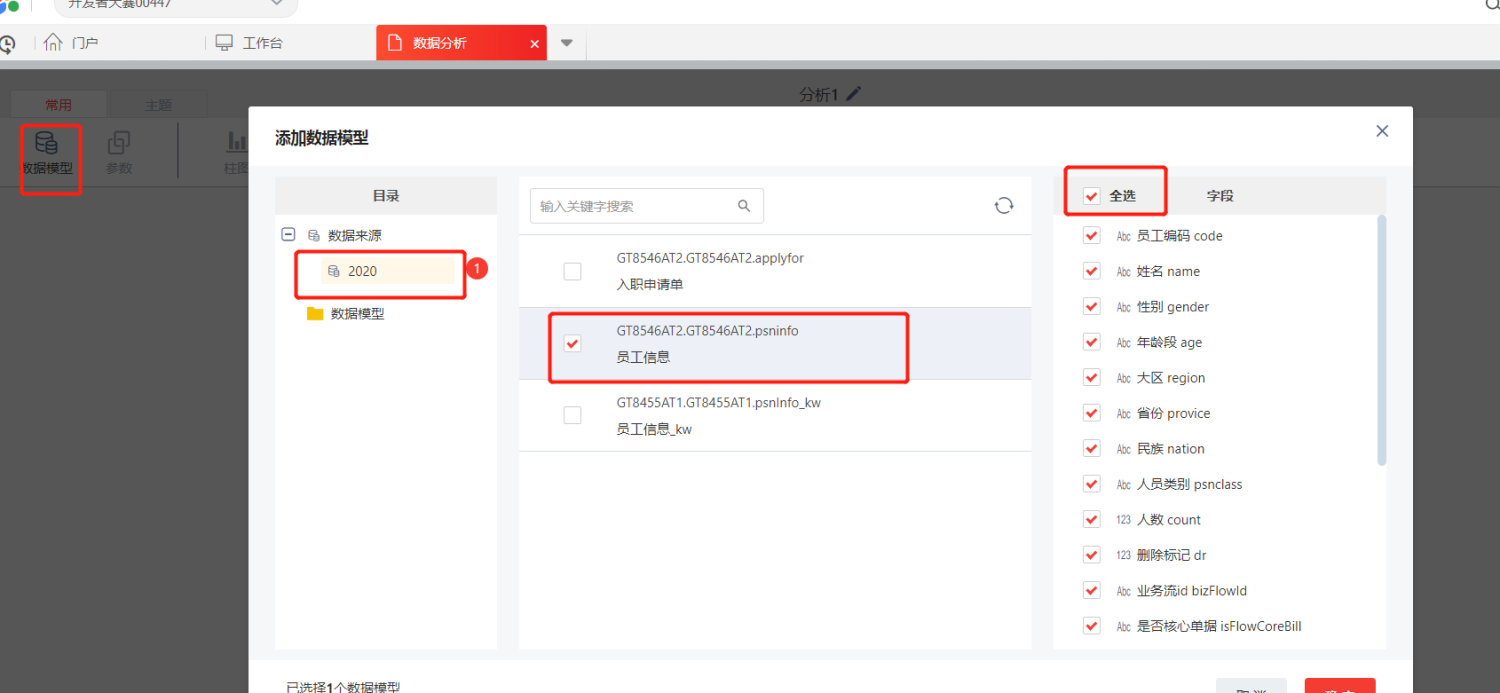 开发者大赛00447
门户
工作台
数据分析
常用
主题
分析1
数据模型
参数
柱图
添加数据模型
目录
数据来源
2020
1
数据模型
输入关键字搜索
GT8546AT2.GT8546AT2.applyfor
入职申请单
GT8546AT2.GT8546AT2.psninfo
员工信息
GT8455AT1.GT8455AT1.psnInfo_kw
员工信息_kw
全选
字段
Abc 员工编码 code
Abc 姓名 name
Abc 性别 gender
Abc 年龄段 age
Abc 大区 region
Abc 省份 provice
Abc 民族 nation
Abc 人员类别 psnclass
123 人数 count
123 删除标记 dr
Abc 业务流id bizFlowId
Abc 是否核心单据 isFlowCoreBill
已选择1个数据模型
取消
确定